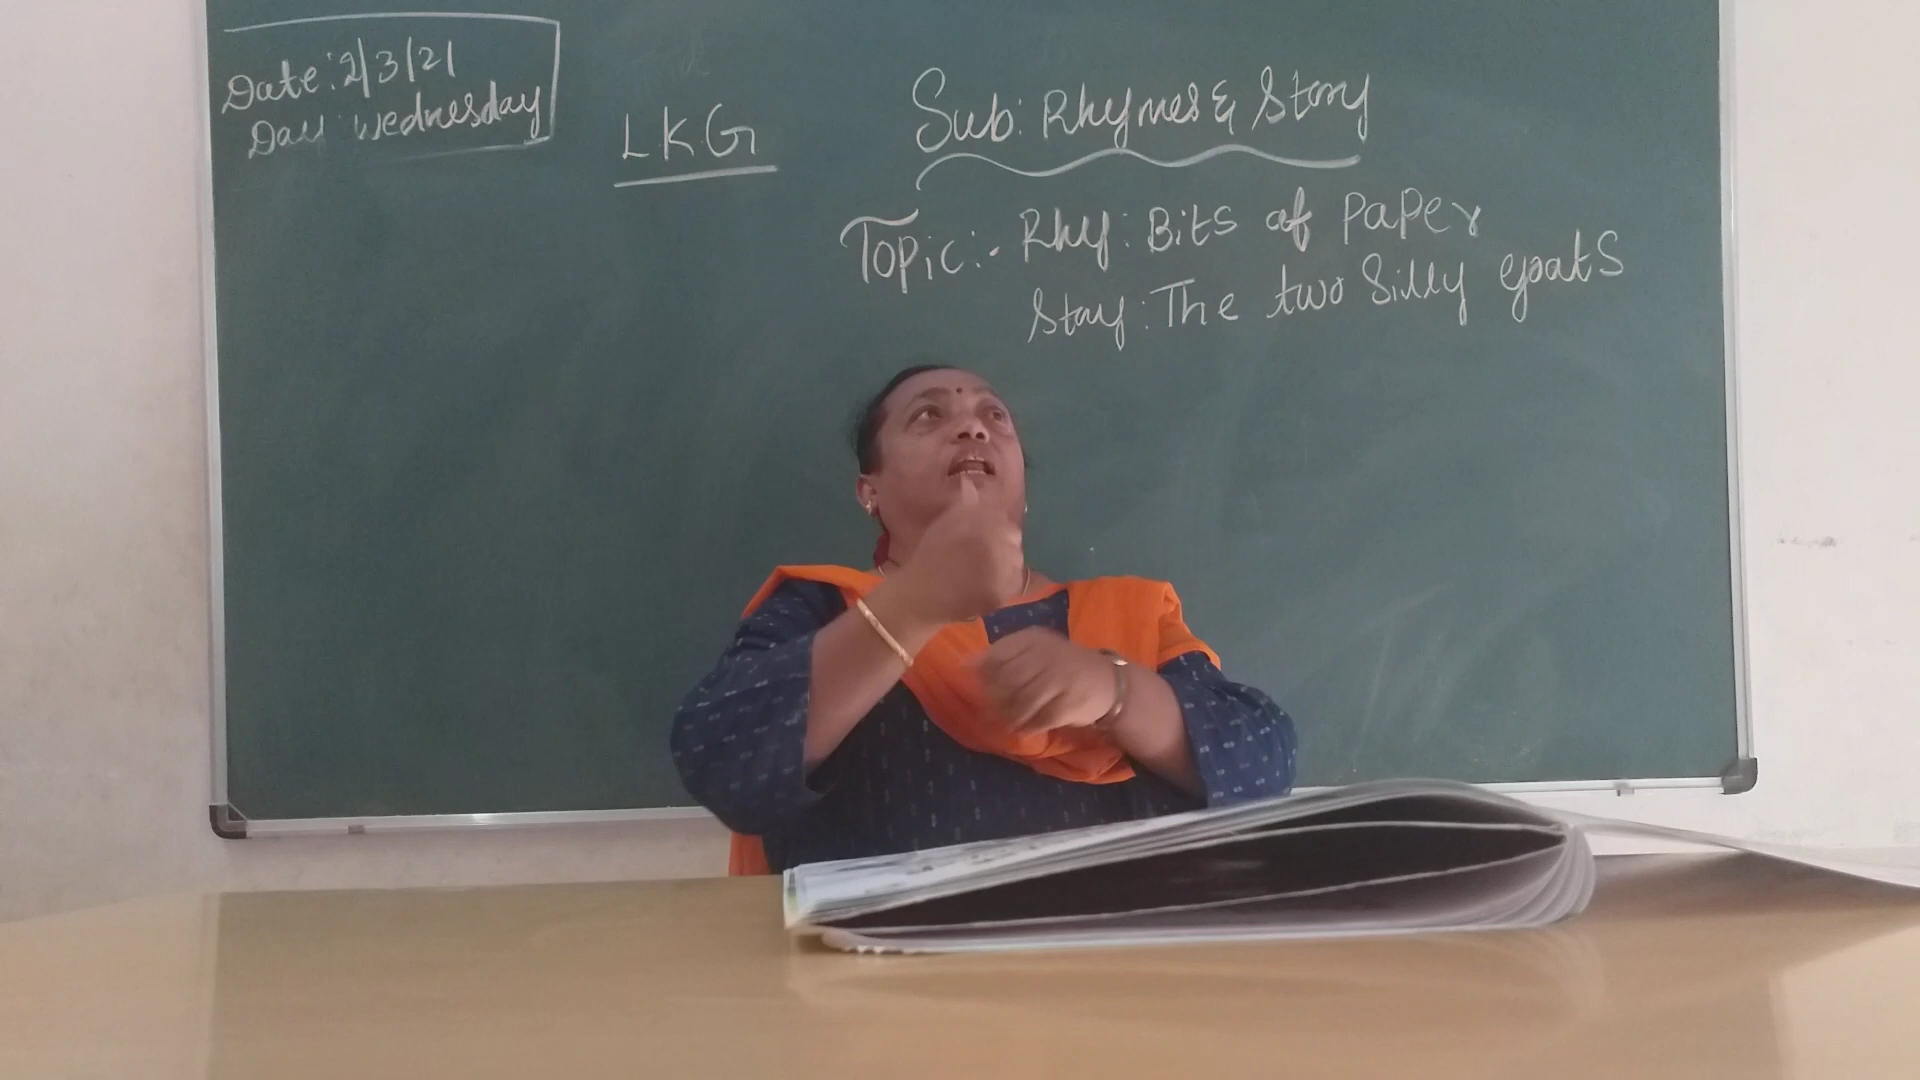 Date: 2/3/21
Day: Wednesday
LKG
Sub: Rhymes & Story
Topic:- Rhy: Bits of Paper
Stoy: The two Silly goats